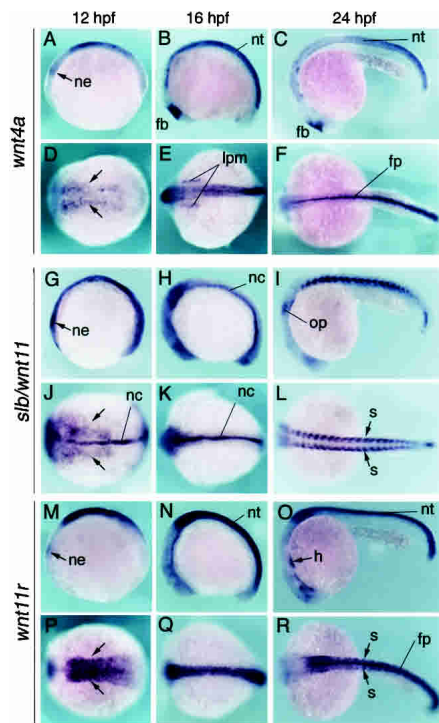 12 hpf 16 hpf 24 hpf
wnt4a
A ne
B nt fb
C nt fb
D
E lpm
F fp
slb/wnt11
G ne
H nc
I op
J nc
K nc
L s s
wnt11r
M ne
N nt
O nt h
P
Q
R s s fp